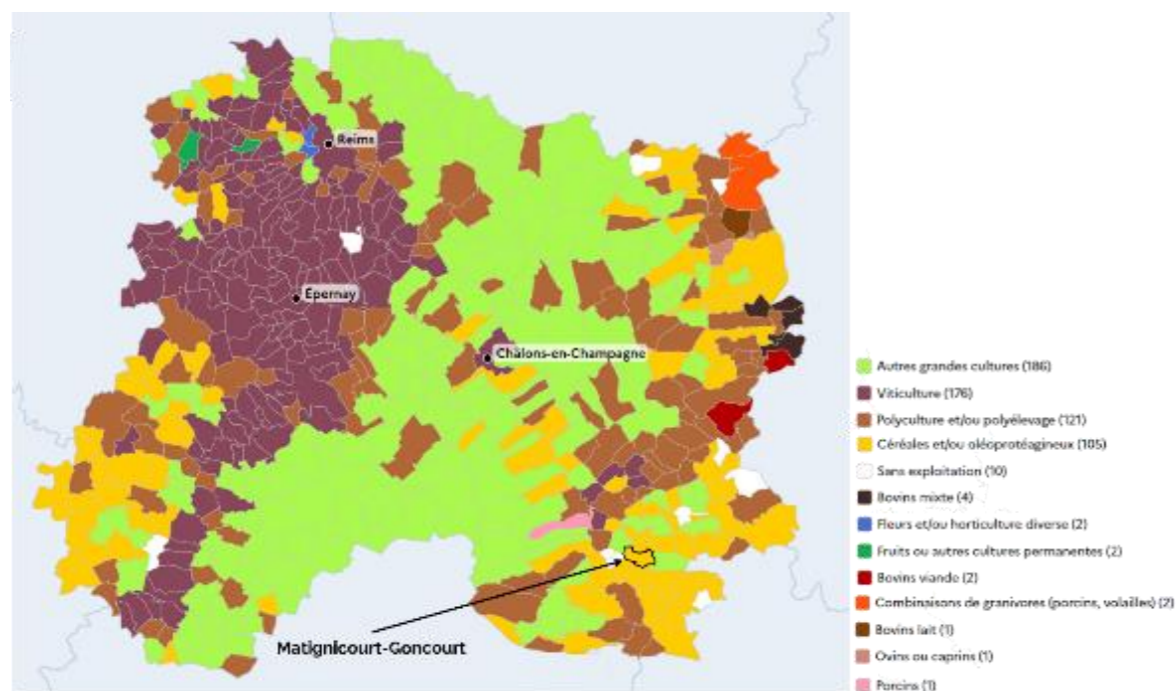 Reims
Épernay
Châlons-en-Champagne
Matignicourt-Goncourt
Autres grandes cultures (186)
Viticulture (176)
Polyculture et/ou polyélevage (121)
Céréales et/ou oléoprotéagineux (105)
Sans exploitation (10)
Bovins mixte (4)
Fleurs et/ou horticulture diverse (2)
Fruits ou autres cultures permanentes (2)
Bovins viande (2)
Combinaisons de granivores (porcins, volailles) (2)
Bovins lait (1)
Ovins ou caprins (1)
Porcins (1)